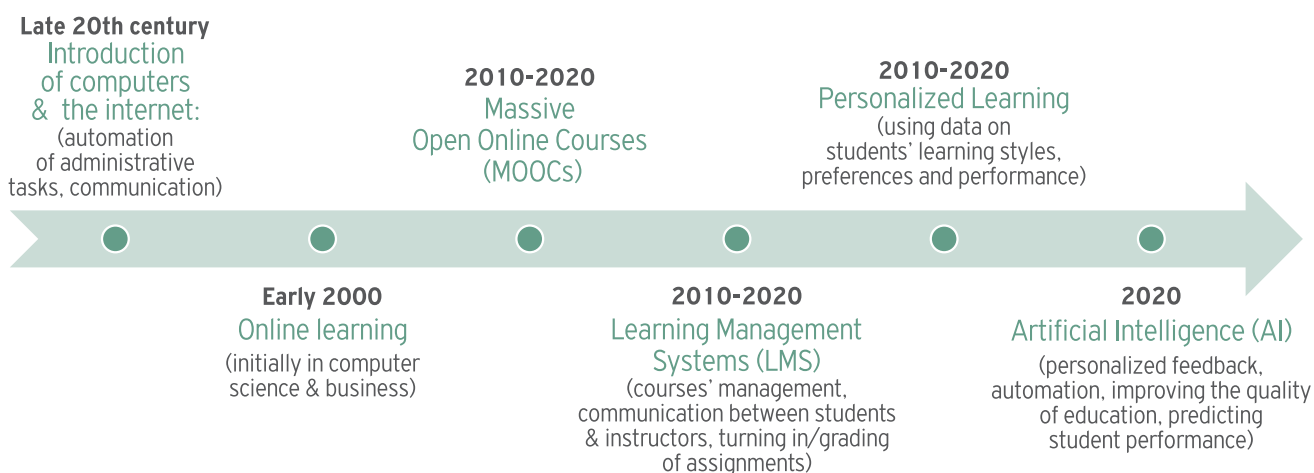 Late 20th century
Introduction
of computers
& the internet:
(automation
of administrative
tasks, communication)
Early 2000
Online learning
(initially in computer
science & business)
2010-2020
Massive
Open Online Courses
(MOOCs)
2010-2020
Learning Management
Systems (LMS)
(courses’ management,
communication between students
& instructors, turning in/grading
of assignments)
2010-2020
Personalized Learning
(using data on
students’ learning styles,
preferences and performance)
2020
Artificial Intelligence (AI)
(personalized feedback,
automation, improving the quality
of education, predicting
student performance)